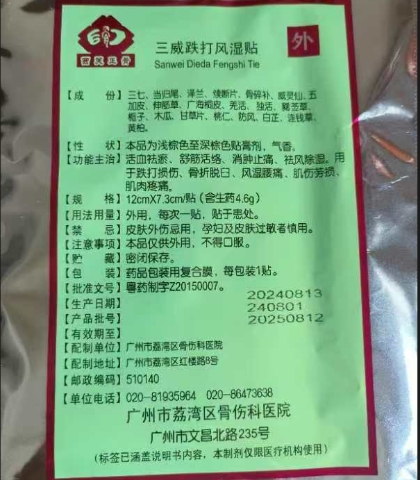 西关正骨
三威跌打风湿贴
外
Sanwei Dieda Fengshi Tie
【成份】三七、当归尾、泽兰、续断片、骨碎补、威灵仙、五
加皮、伸筋草、广海桐皮、羌活、独活、豨莶草、
栀子、木瓜、甘草片、桃仁、防风、白芷、连钱草、
黄柏。
【性状】本品为浅棕色至深棕色贴膏剂，气香。
【功能主治】活血祛瘀、舒筋活络、消肿止痛、祛风除湿。用
于跌打损伤、骨折脱臼、风湿腰痛、肌伤劳损、
肌肉疼痛。
【规格】12cmX7.3cm/贴（含生药4.6g）
【用法用量】外用，每次一贴，贴于患处。
【禁忌】皮肤外伤忌用，孕妇及皮肤过敏者慎用。
【注意事项】本品仅供外用，不得口服。
【贮藏】密闭保存。
【包装】药品包装用复合膜，每包装1贴。
【批准文号】粤药制字Z20150007。
【生产日期】20240813
【产品批号】240801
【有效期至】20250812
【配制单位】广州市荔湾区骨伤科医院
【配制地址】广州市荔湾区红楼路8号
【邮政编码】510140
【单位电话】020-81935964 020-86473638
广州市荔湾区骨伤科医院
广州市文昌北路235号
（标签已涵盖说明书内容，本制剂仅限医疗机构使用）